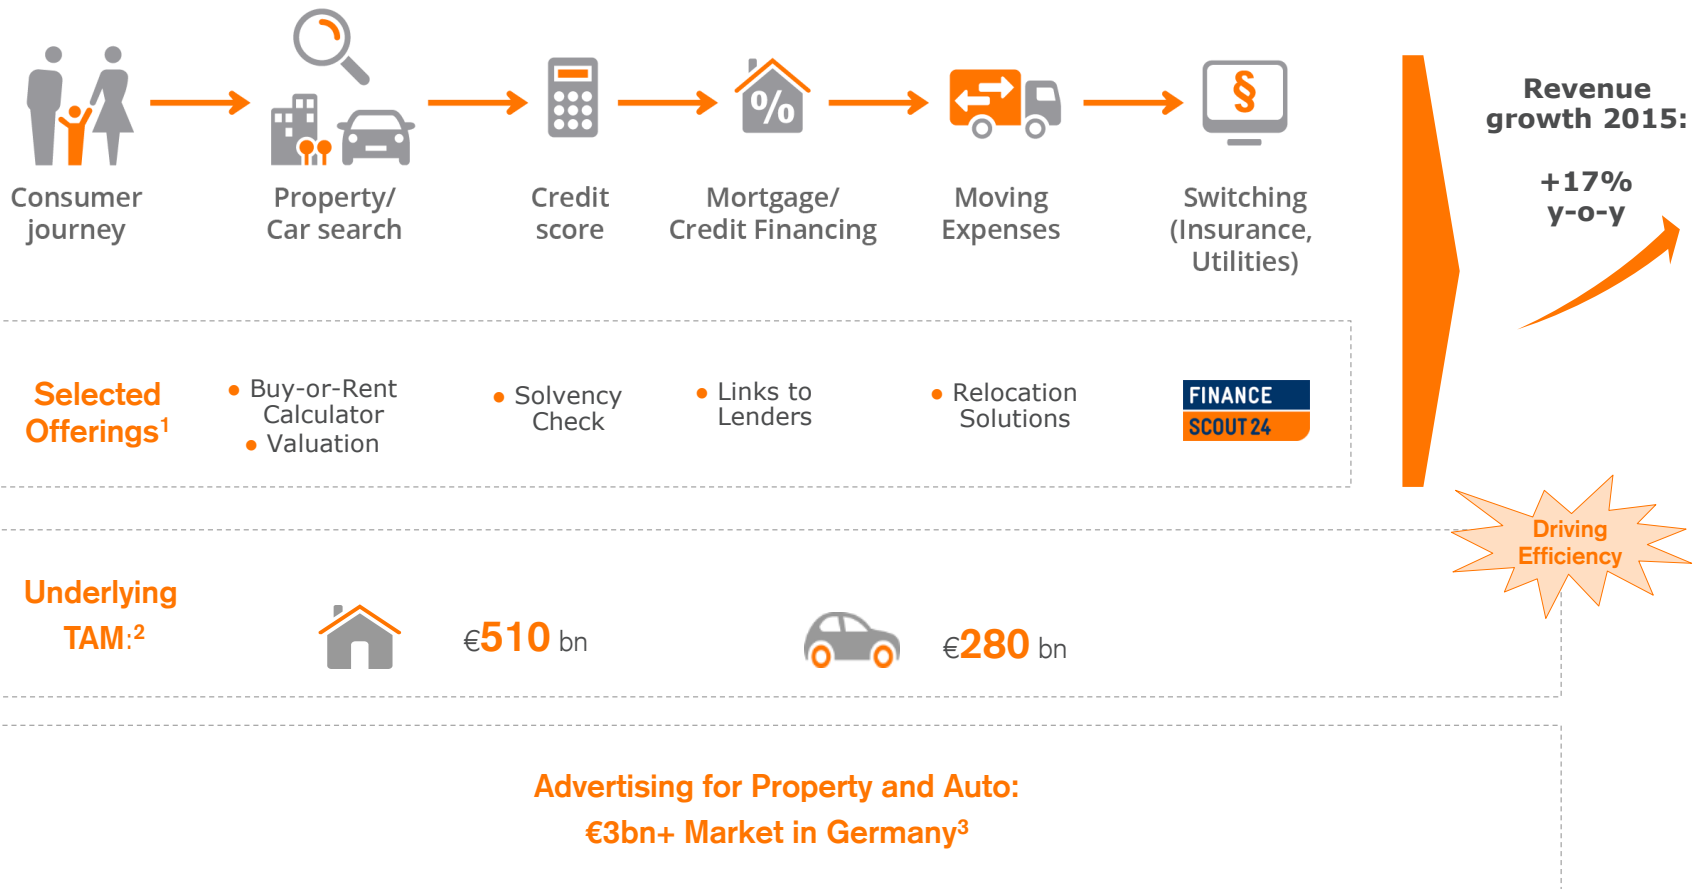 Consumer
journey
Property/
Car search
Credit
score
%
Mortgage/
Credit Financing
Moving
Expenses
§
Switching
(Insurance,
Utilities)
Revenue
growth 2015:
+17%
y-o-y
Selected
Offerings1
• Buy-or-Rent
Calculator
• Valuation
• Solvency
Check
• Links to
Lenders
• Relocation
Solutions
FINANCE
SCOUT24
Driving
Efficiency
Underlying
TAM:2
€510 bn
€280 bn
Advertising for Property and Auto:
€3bn+ Market in Germany3